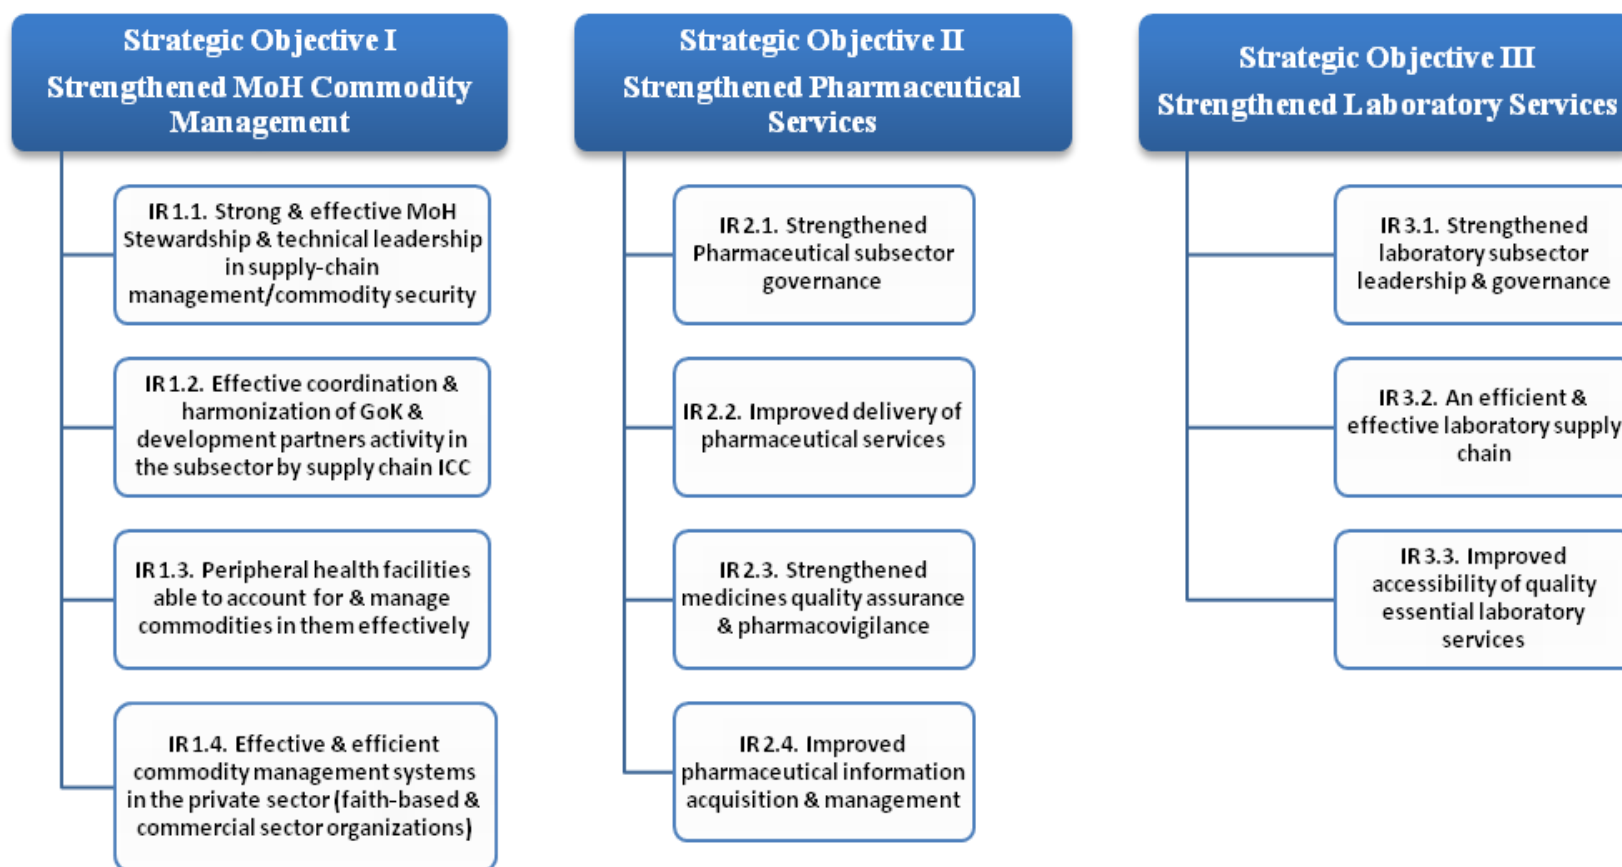 Strategic Objective I
Strengthened MoH Commodity
Management
IR 1.1. Strong & effective MoH
Stewardship & technical leadership
in supply-chain
management/commodity security
IR 1.2. Effective coordination &
harmonization of GoK &
development partners activity in
the subsector by supply chain ICC
IR 1.3. Peripheral health facilities
able to account for & manage
commodities in them effectively
IR 1.4. Effective & efficient
commodity management systems
in the private sector (faith-based &
commercial sector organizations)
Strategic Objective II
Strengthened Pharmaceutical
Services
IR 2.1. Strengthened
Pharmaceutical subsector
governance
IR 2.2. Improved delivery of
pharmaceutical services
IR 2.3. Strengthened
medicines quality assurance
& pharmacovigilance
IR 2.4. Improved
pharmaceutical information
acquisition & management
Strategic Objective III
Strengthened Laboratory Services
IR 3.1. Strengthened
laboratory subsector
leadership & governance
IR 3.2. An efficient &
effective laboratory supply
chain
IR 3.3. Improved
accessibility of quality
essential laboratory
services